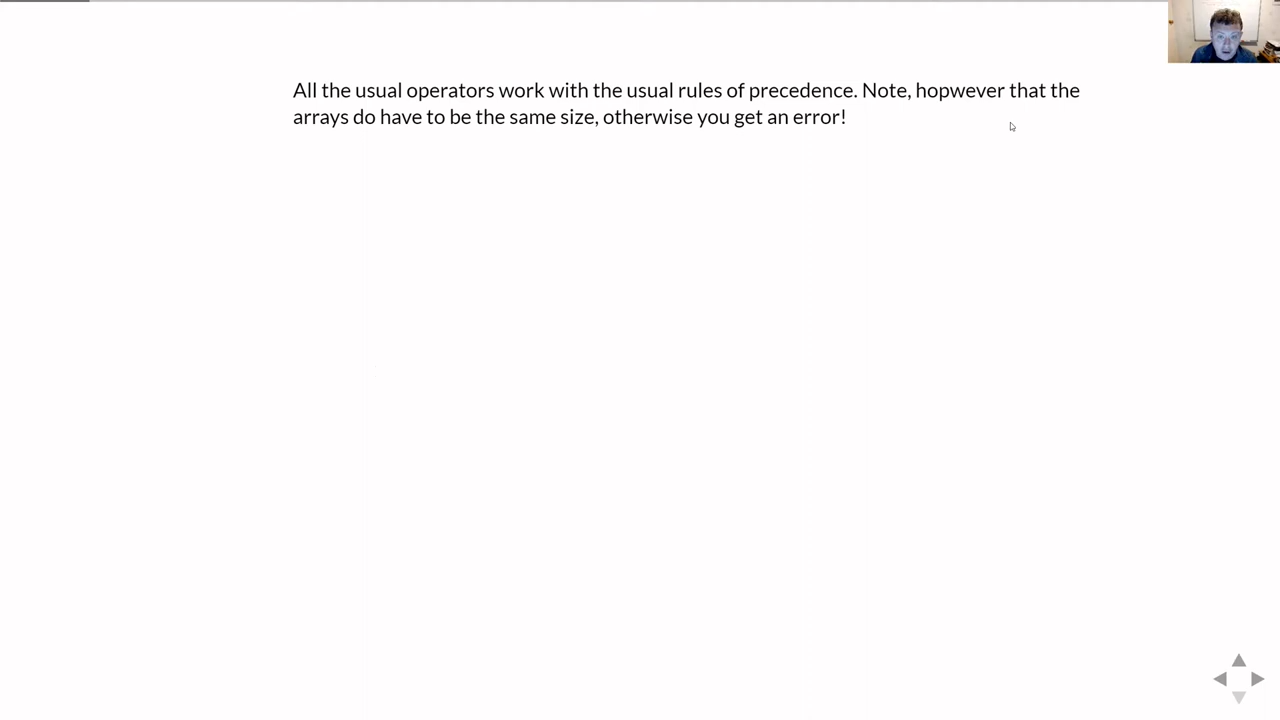 All the usual operators work with the usual rules of precedence. Note, hopwever that the
arrays do have to be the same size, otherwise you get an error!